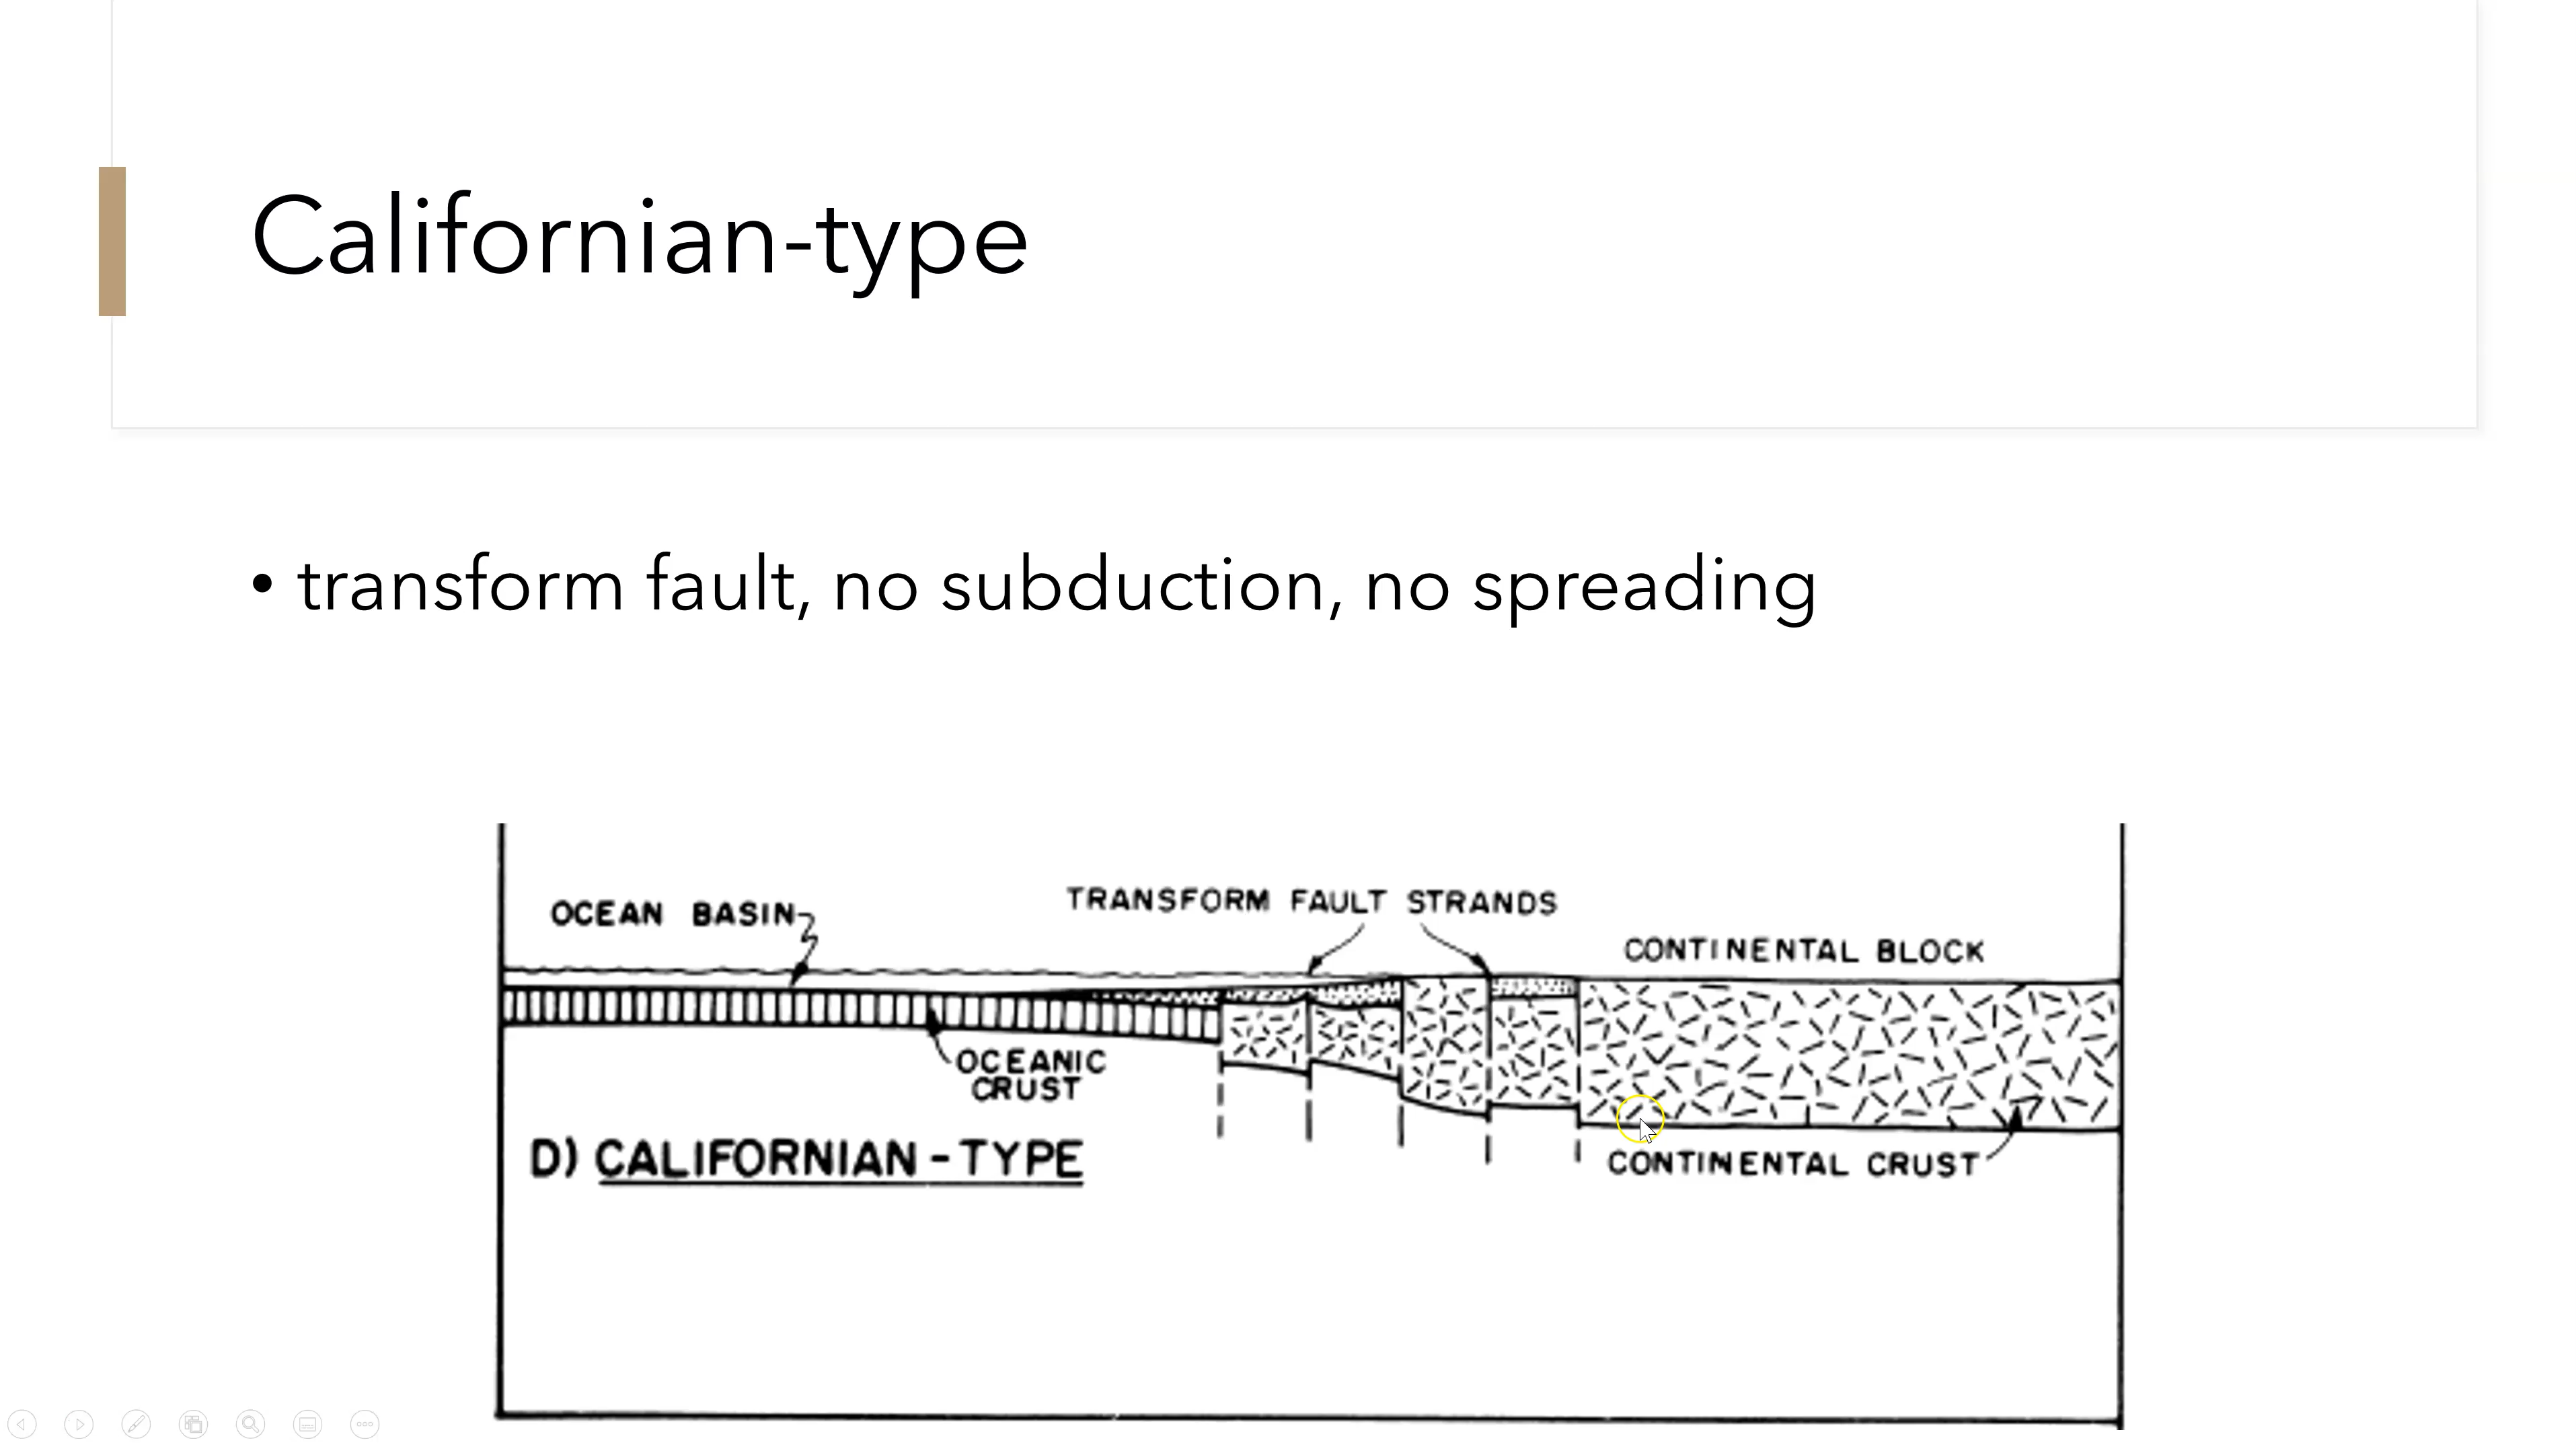 Californian-type
• transform fault, no subduction, no spreading
OCEAN BASIN
TRANSFORM FAULT STRANDS
CONTINENTAL BLOCK
OCEANIC
CRUST
D) CALIFORNIAN-TYPE
CONTINENTAL CRUST